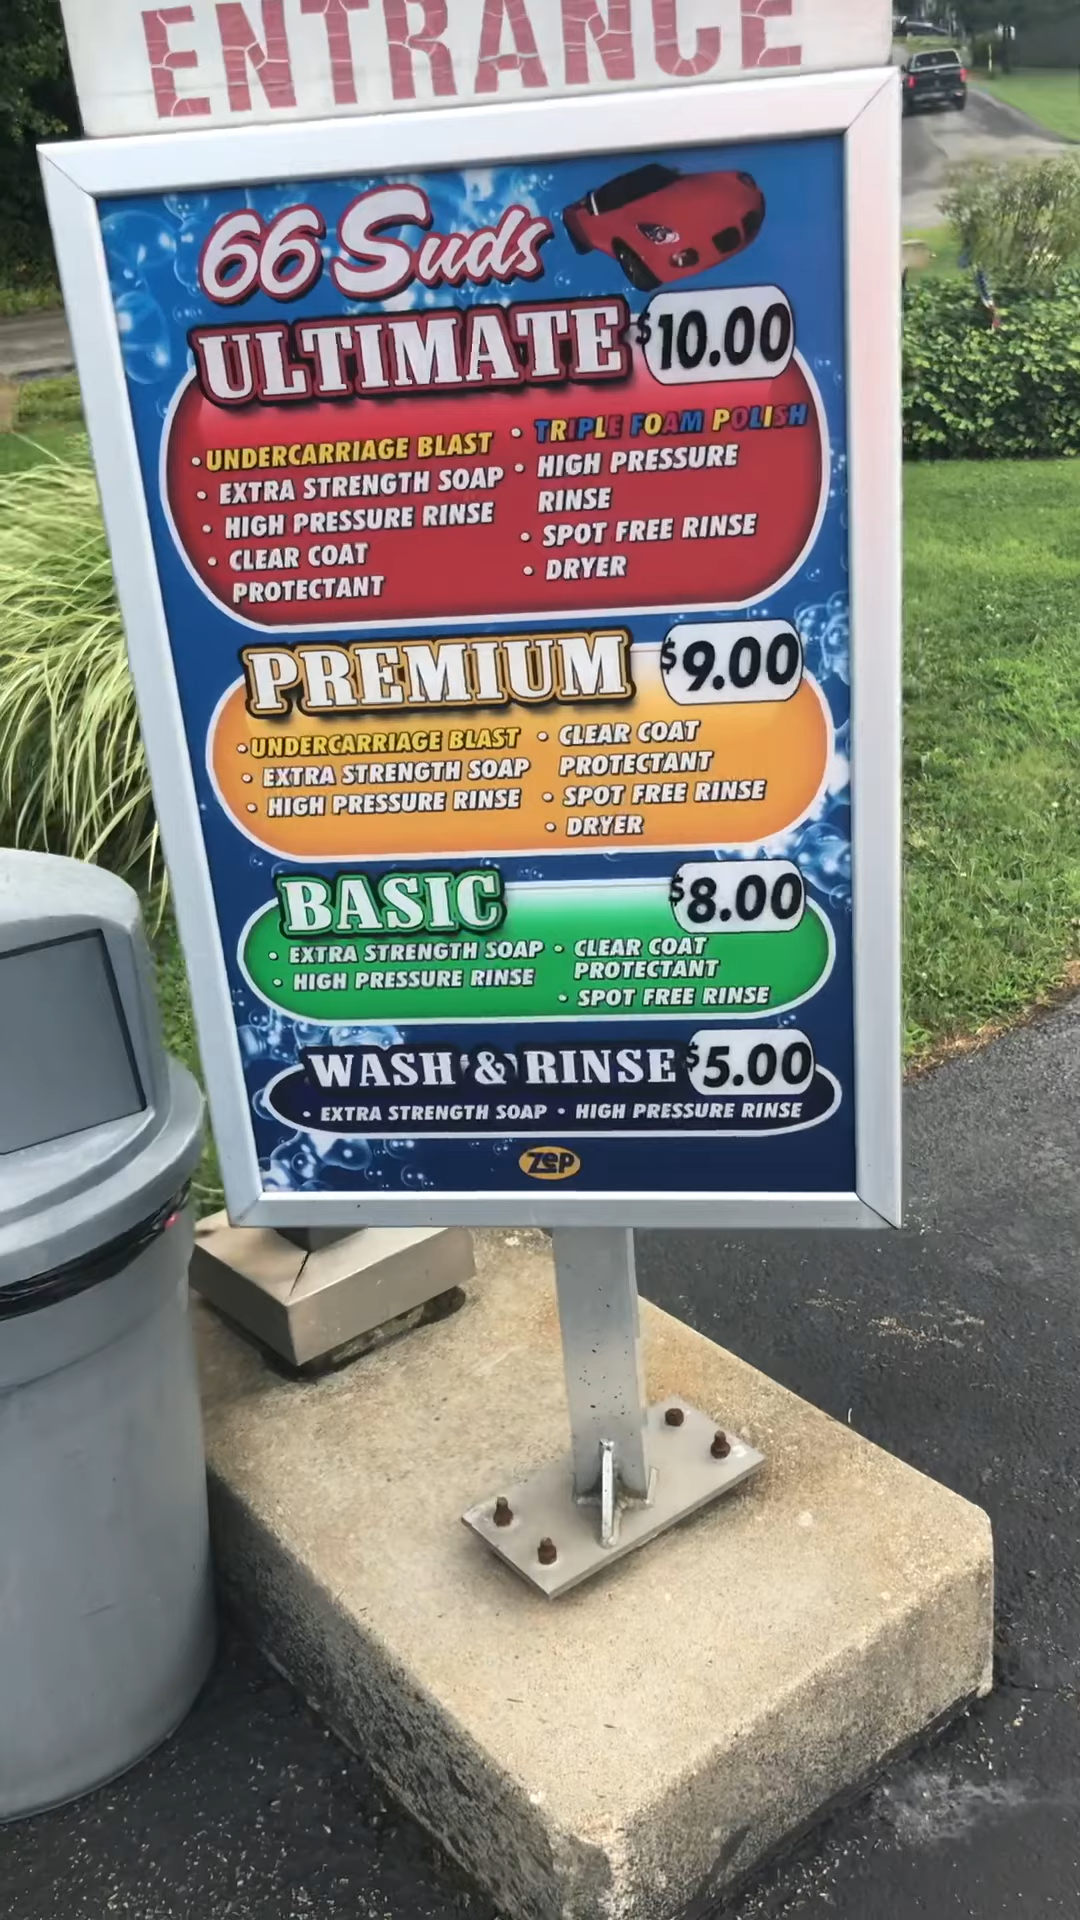 ENTRANCE
66 Suds
ULTIMATE $10.00
• UNDERCARRIAGE BLAST
• EXTRA STRENGTH SOAP
• HIGH PRESSURE RINSE
• CLEAR COAT
PROTECTANT
• TRIPLE FOAM POLISH
• HIGH PRESSURE
RINSE
• SPOT FREE RINSE
• DRYER
PREMIUM $9.00
• UNDERCARRIAGE BLAST
• EXTRA STRENGTH SOAP
• HIGH PRESSURE RINSE
• CLEAR COAT
PROTECTANT
• SPOT FREE RINSE
• DRYER
BASIC $8.00
• EXTRA STRENGTH SOAP
• HIGH PRESSURE RINSE
• CLEAR COAT
PROTECTANT
• SPOT FREE RINSE
WASH & RINSE $5.00
• EXTRA STRENGTH SOAP • HIGH PRESSURE RINSE
Zep